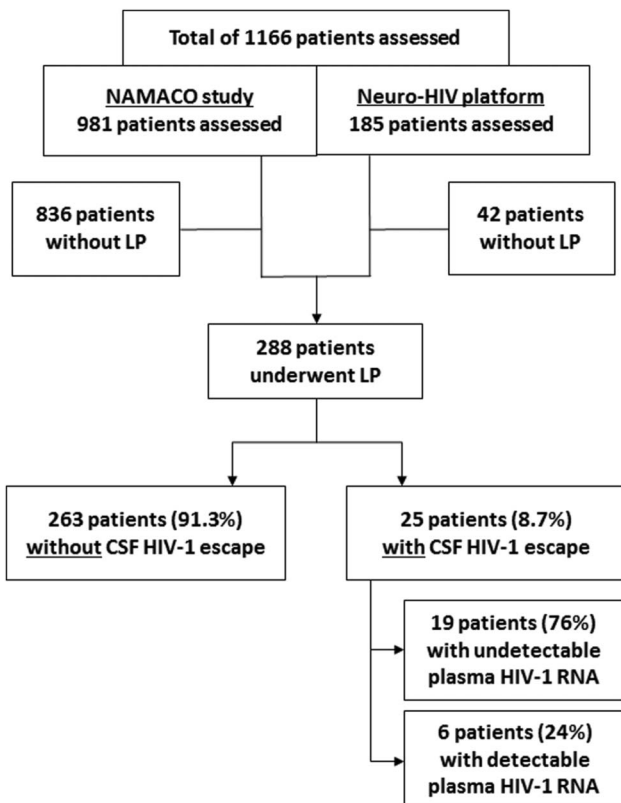 Total of 1166 patients assessed
NAMACO study
981 patients assessed
Neuro-HIV platform
185 patients assessed
836 patients
without LP
42 patients
without LP
288 patients
underwent LP
263 patients (91.3%)
without CSF HIV-1 escape
25 patients (8.7%)
with CSF HIV-1 escape
19 patients (76%)
with undetectable
plasma HIV-1 RNA
6 patients (24%)
with detectable
plasma HIV-1 RNA